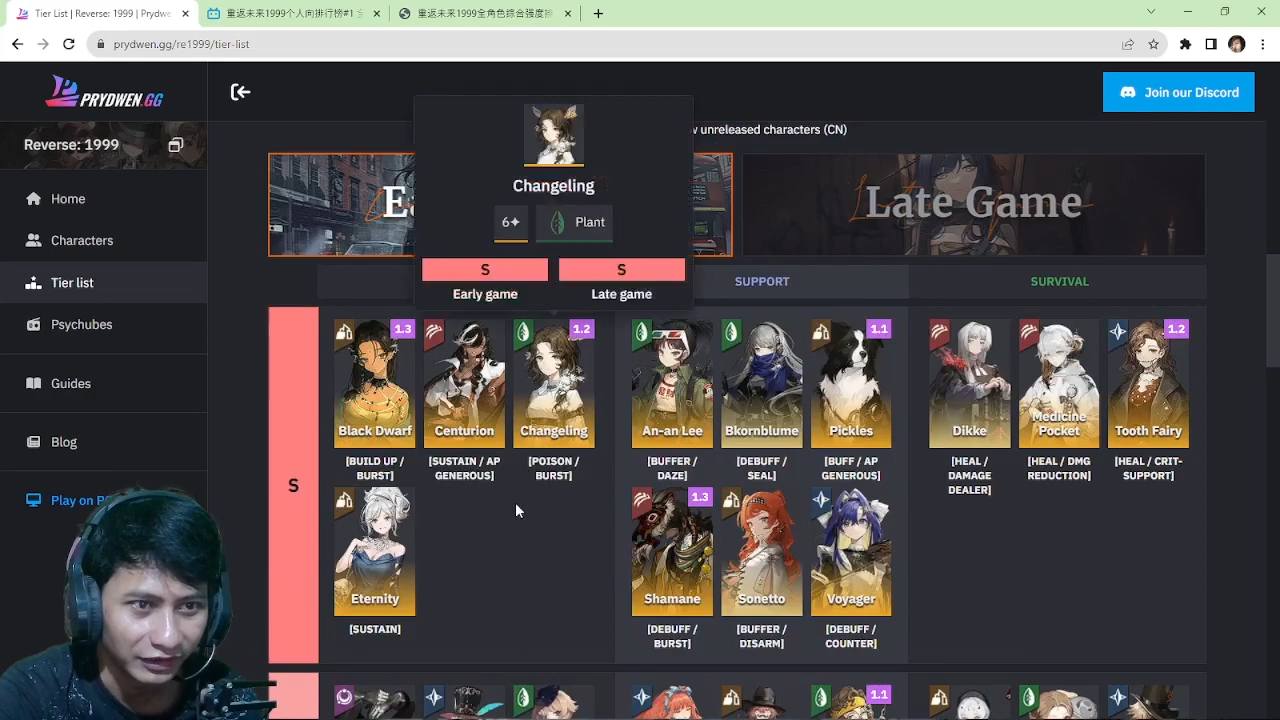 Tier List | Reverse: 1999 | Prydwe
重返未来1999个人向排行榜#1 
重返未来1999全角色综合强度排
prydwen.gg/re1999/tier-list
PRYDWEN.GG
Join our Discord
Reverse: 1999
Home
Characters
Tier list
Psychubes
Guides
Blog
Play on PC
unreleased characters (CN)
Late Game
Changeling
6✦
Plant
S
S
Early game
Late game
SUPPORT
SURVIVAL
S
1.3
1.2
1.1
1.2
Black Dwarf
Centurion
Changeling
An-an Lee
Bkornblume
Pickles
Dikke
Medicine Pocket
Tooth Fairy
[BUILD UP / BURST]
[SUSTAIN / AP GENEROUS]
[POISON / BURST]
[BUFFER / DAZE]
[DEBUFF / SEAL]
[BUFF / AP GENEROUS]
[HEAL / DAMAGE DEALER]
[HEAL / DMG REDUCTION]
[HEAL / CRIT-SUPPORT]
1.3
Eternity
Shamane
Sonetto
Voyager
[SUSTAIN]
[DEBUFF / BURST]
[BUFFER / DISARM]
[DEBUFF / COUNTER]
1.1